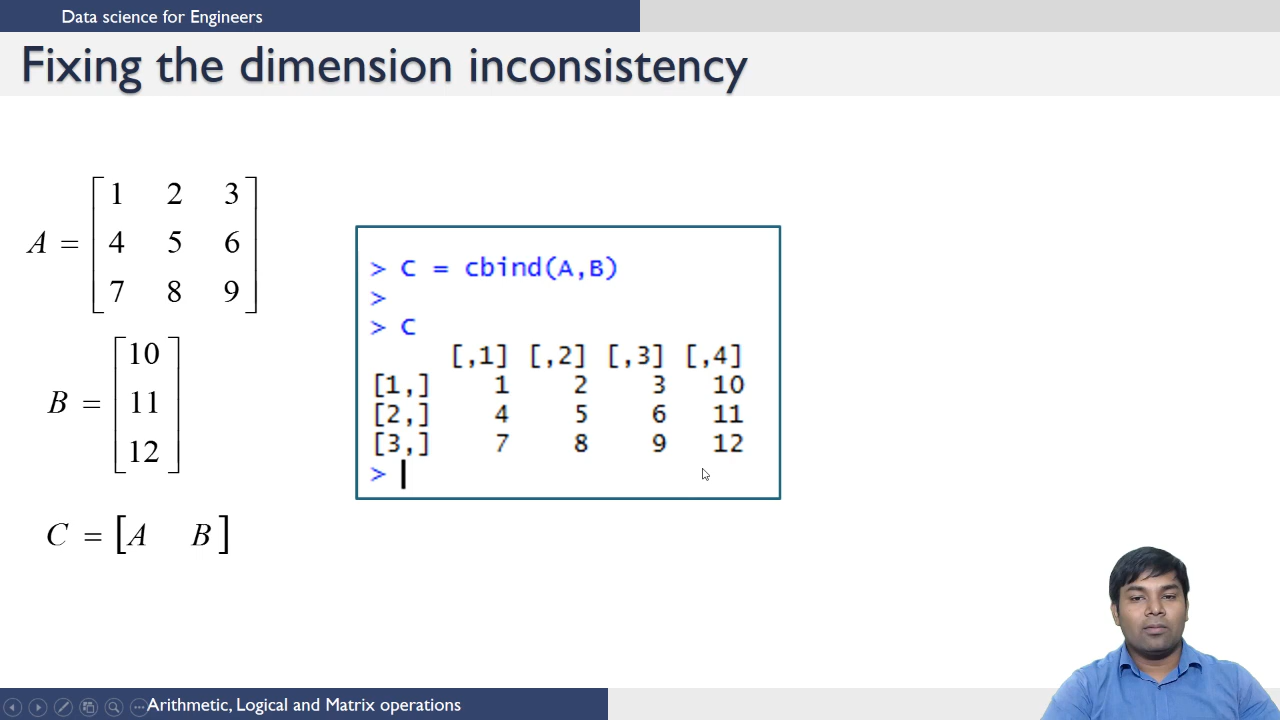 Data science for Engineers
Fixing the dimension inconsistency
A = [1 2 3
4 5 6
7 8 9]
B = [10
11
12]
C = [A B]
> C = cbind(A,B)
>
> C
[,1] [,2] [,3] [,4]
[1,] 1 2 3 10
[2,] 4 5 6 11
[3,] 7 8 9 12
>
Arithmetic, Logical and Matrix operations